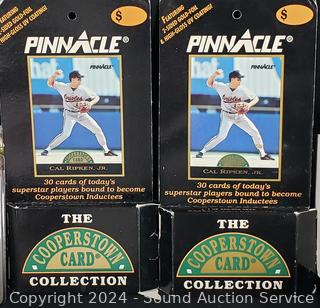 FEATURING
2-SIDED GOLD-FOIL
& HIGH-GLOSS UV COATING!
$
PINNACLE®
PINNACLE
COOPERSTOWN
CARD
CAL RIPKEN, JR.
30 cards of today's
superstar players bound to become
Cooperstown Inductees
THE
COOPERSTOWN
CARD®
COLLECTION
FEATURING
2-SIDED GOLD-FOIL
& HIGH-GLOSS UV COATING!
$
PINNACLE®
PINNACLE
CAL RIPKEN, JR.
30 cards of today's
superstar players bound to become
Cooperstown Inductees
THE
COOPERSTOWN
CARD®
COLLECTION
Copyright 2024 - Sound Auction Service